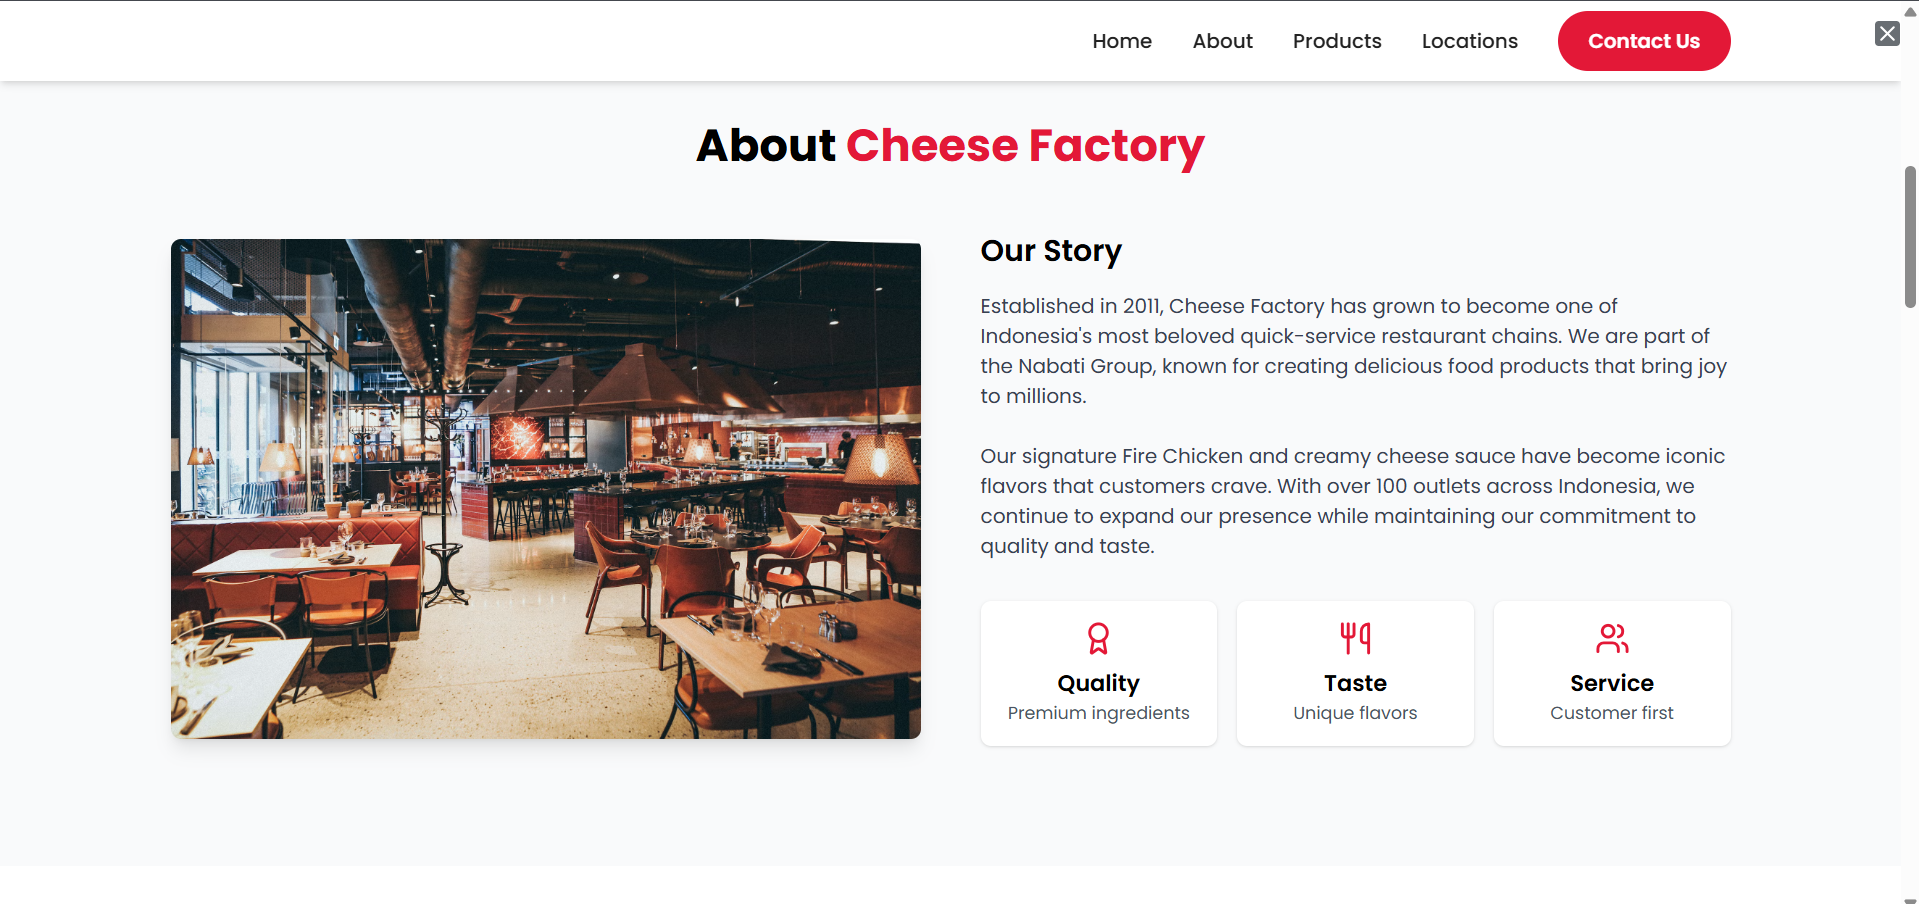 Home About Products Locations Contact Us
About Cheese Factory
Our Story
Established in 2011, Cheese Factory has grown to become one of
Indonesia's most beloved quick-service restaurant chains. We are part of
the Nabati Group, known for creating delicious food products that bring joy
to millions.
Our signature Fire Chicken and creamy cheese sauce have become iconic
flavors that customers crave. With over 100 outlets across Indonesia, we
continue to expand our presence while maintaining our commitment to
quality and taste.
Quality Taste Service
Premium ingredients Unique flavors Customer first